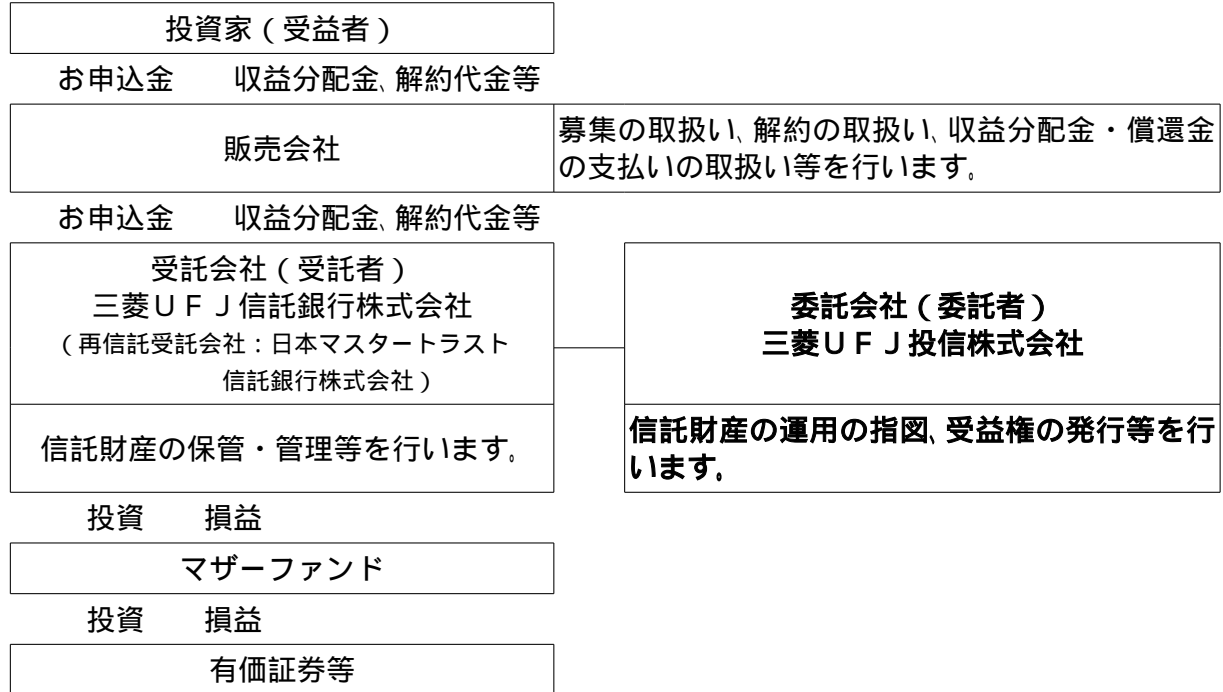 投資家（受益者）
お申込金　　収益分配金、解約代金等
販売会社
募集の取扱い、解約の取扱い、収益分配金・償還金
の支払いの取扱い等を行います。
お申込金　　収益分配金、解約代金等
受託会社（受託者）
三菱ＵＦＪ信託銀行株式会社
（再信託受託会社：日本マスタートラスト
信託銀行株式会社）
委託会社（委託者）
三菱ＵＦＪ投信株式会社
信託財産の保管・管理等を行います。
信託財産の運用の指図、受益権の発行等を行
います。
投資　　損益
マザーファンド
投資　　損益
有価証券等